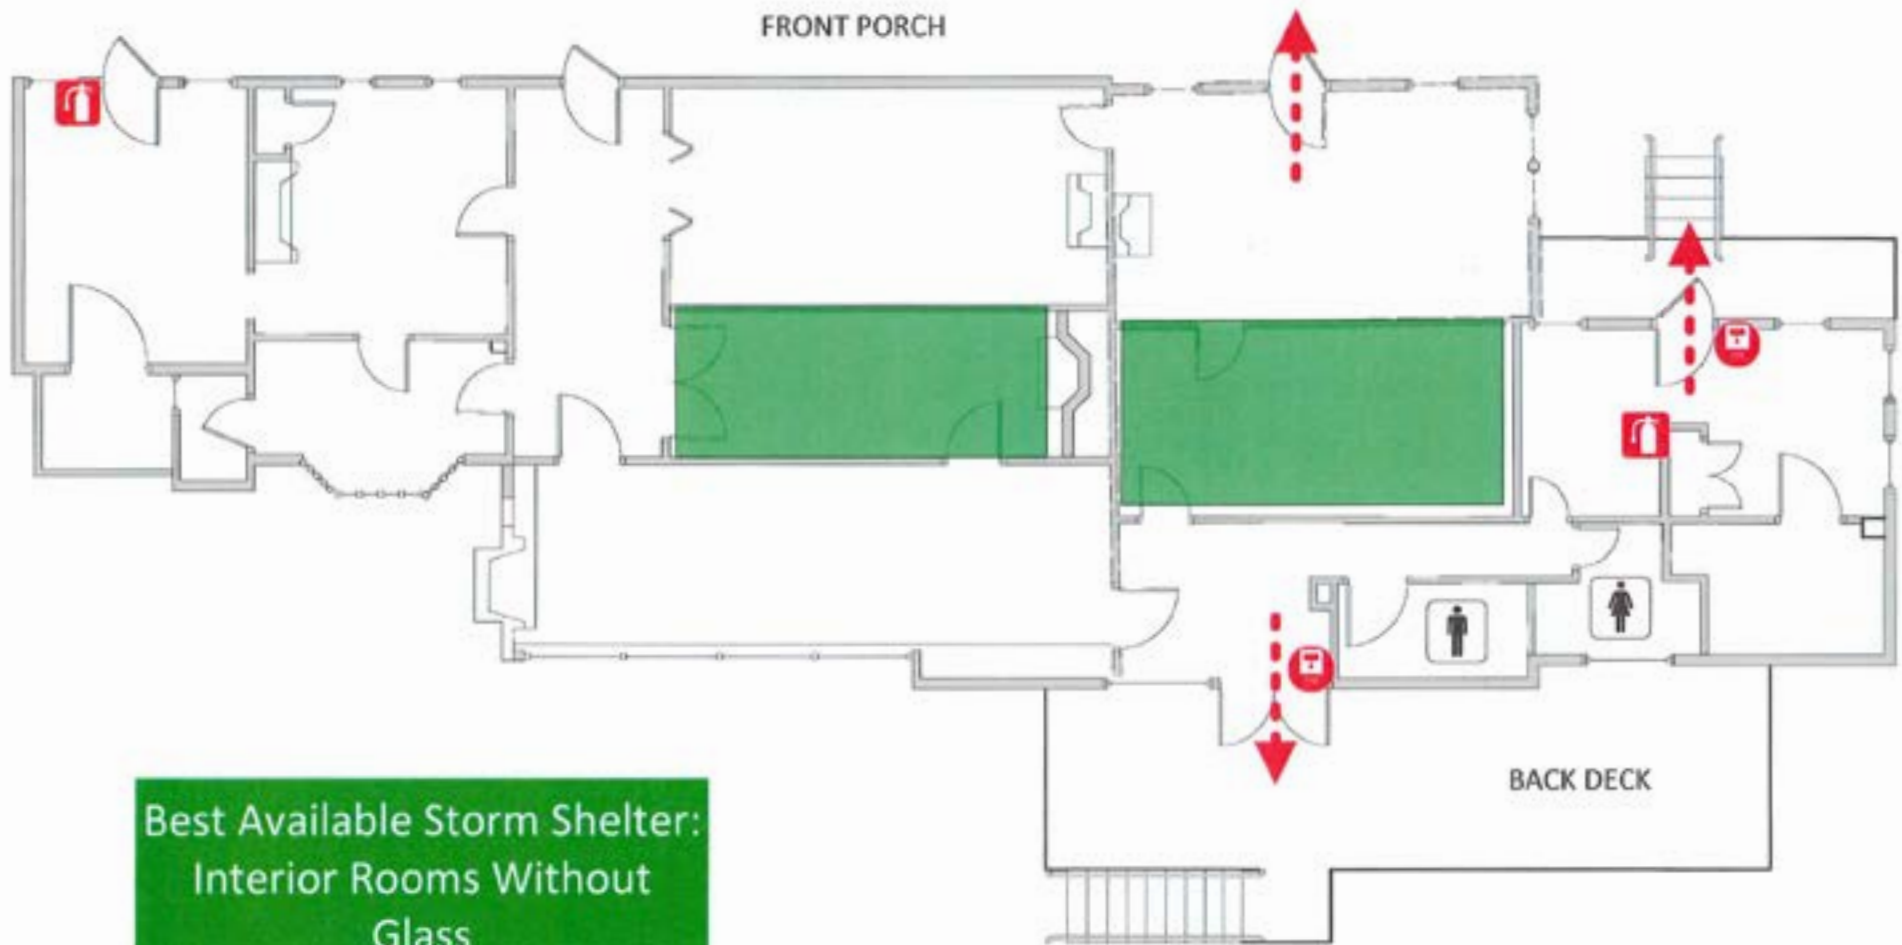 FRONT PORCH
BACK DECK
Best Available Storm Shelter:
Interior Rooms Without
Glass